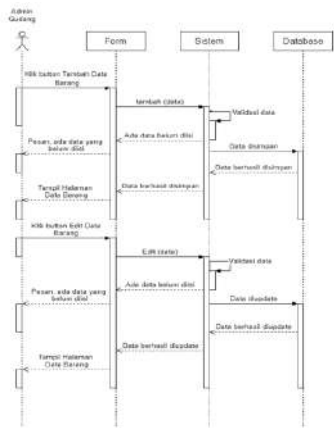 Admin
Gudang
Form
Sistem
Database
Klik button Tambah Data
Barang
tambah (data)
Validasi data
Ada data belum diisi
Pesan, ada data yang
belum diisi
Data disimpan
Data berhasil disimpan
Data berhasil disimpan
Tampil Halaman
Data Barang
Klik button Edit Data
Barang
Edit (data)
Validasi data
Ada data belum diisi
Pesan, ada data yang
belum diisi
Data diupdate
Data berhasil diupdate
Data berhasil diupdate
Tampil Halaman
Data Barang